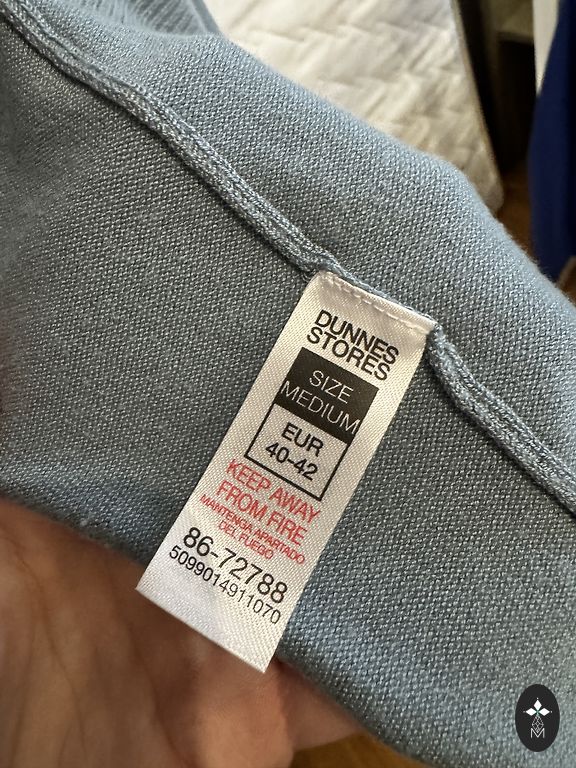 DUNNES
STORES
SIZE
MEDIUM
EUR
40-42
KEEP AWAY
FROM FIRE
MANTENGA APARTADO
DEL FUEGO
86-72788
5099014911070
M